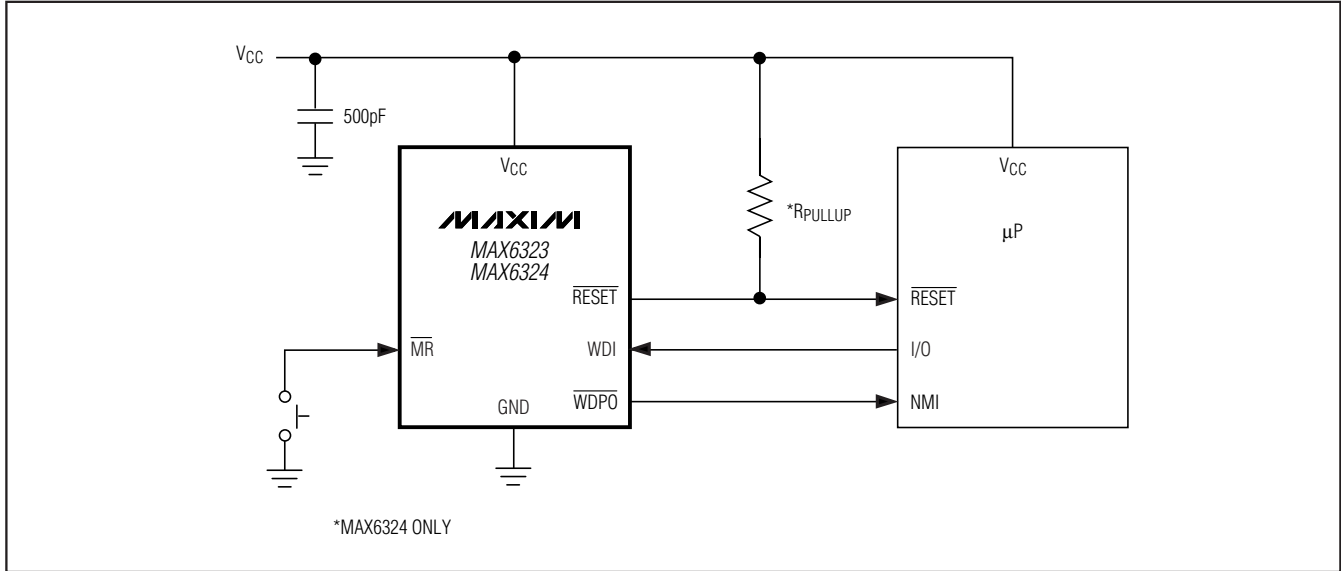 VCC
500pF
VCC
MAXIM
MAX6323
MAX6324
*RPULLUP
VCC
μP
RESET
RESET
MR
WDI
I/O
GND
WDPO
NMI
*MAX6324 ONLY